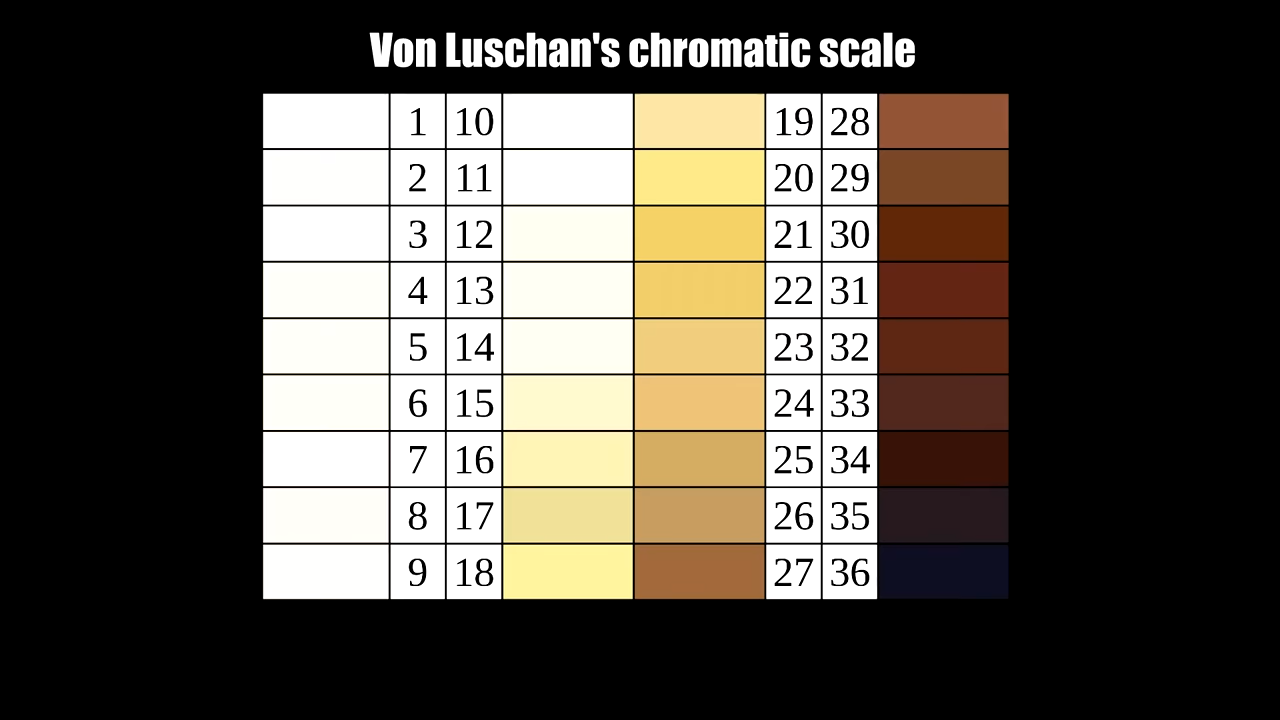 Von Luschan's chromatic scale
1 10 19 28
2 11 20 29
3 12 21 30
4 13 22 31
5 14 23 32
6 15 24 33
7 16 25 34
8 17 26 35
9 18 27 36